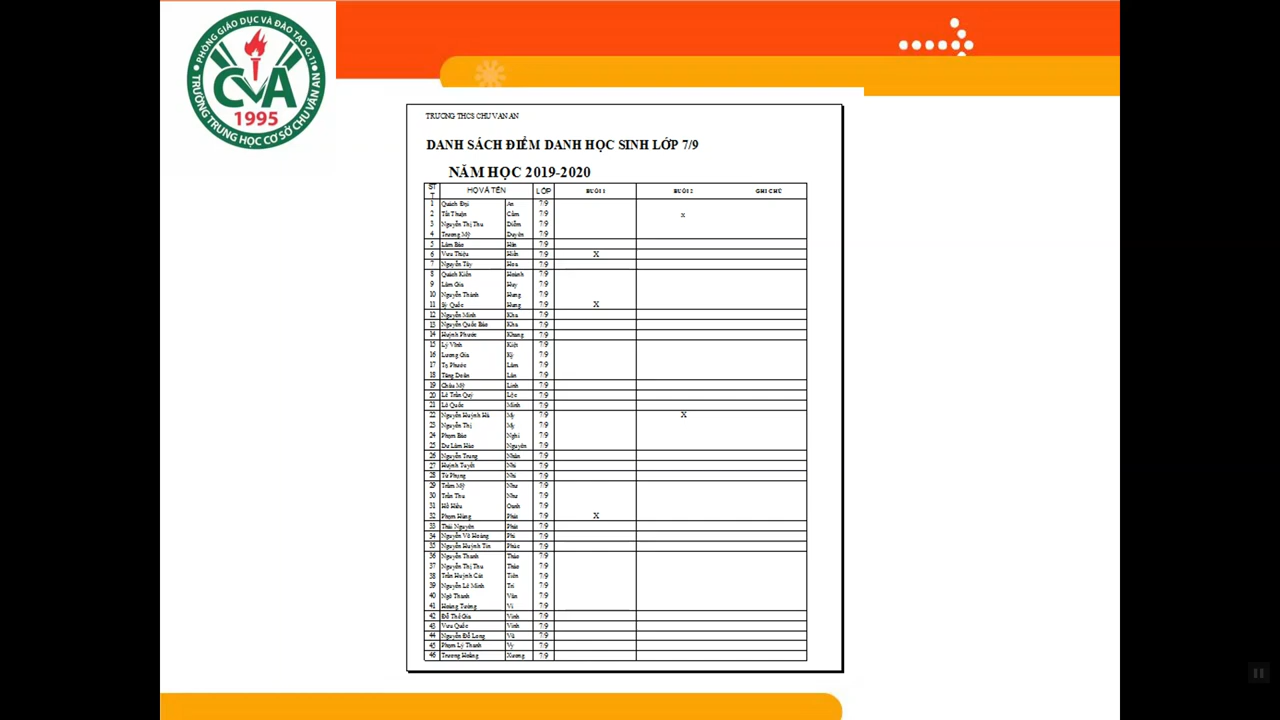 PHÒNG GIÁO DỤC VÀ ĐÀO TẠO Q.11
CVA
1995
TRƯỜNG TRUNG HỌC CƠ SỞ CHU VĂN AN
TRƯỜNG THCS CHU VĂN AN
DANH SÁCH ĐIỂM DANH HỌC SINH LỚP 7/9
NĂM HỌC 2019-2020
STT HỌ VÀ TÊN LỚP BUỔI 1 BUỔI 2 GHI CHÚ
1 Quách Đại An 7/9
2 Tất Thuận Cẩm 7/9 x
3 Nguyễn Thị Thu Diễm 7/9
4 Trương Mỹ Duyên 7/9
5 Lâm Bảo Hân 7/9
6 Vưu Thiệu Hiền 7/9 X
7 Nguyễn Tây Hoa 7/9
8 Quách Kiến Hoành 7/9
9 Lâm Gia Huy 7/9
10 Nguyễn Thành Hưng 7/9
11 Sỳ Quốc Hưng 7/9 X
12 Nguyễn Minh Kha 7/9
13 Nguyễn Quốc Bảo Kha 7/9
14 Huỳnh Phước Khang 7/9
15 Lý Vĩnh Kiệt 7/9
16 Lương Gia Kỳ 7/9
17 Tạ Phước Lâm 7/9
18 Tăng Doãn Lân 7/9
19 Châu Mỹ Linh 7/9
20 Lê Trần Quý Lộc 7/9
21 Lê Quốc Minh 7/9
22 Nguyễn Huỳnh Hà My 7/9 X
23 Nguyễn Thị My 7/9
24 Phạm Bảo Nghi 7/9
25 Dư Lâm Hào Nguyên 7/9
26 Nguyễn Trung Nhân 7/9
27 Huỳnh Tuyết Nhi 7/9
28 Từ Phụng Nhi 7/9
29 Trầm Mỹ Như 7/9
30 Trần Thu Như 7/9
31 Hồ Hiếu Oanh 7/9
32 Phạm Hùng Phát 7/9 X
33 Thái Nguyên Phát 7/9
34 Nguyễn Võ Hoàng Phi 7/9
35 Nguyễn Huỳnh Tín Phúc 7/9
36 Nguyễn Thanh Thảo 7/9
37 Nguyễn Thị Thu Thảo 7/9
38 Trần Huỳnh Cát Tiên 7/9
39 Nguyễn Lê Minh Trí 7/9
40 Ngô Thanh Vân 7/9
41 Hoàng Tường Vi 7/9
42 Đỗ Thế Gia Vinh 7/9
43 Vưu Quốc Vinh 7/9
44 Nguyễn Đỗ Long Vũ 7/9
45 Phạm Lý Thanh Vy 7/9
46 Trương Hoàng Xương 7/9